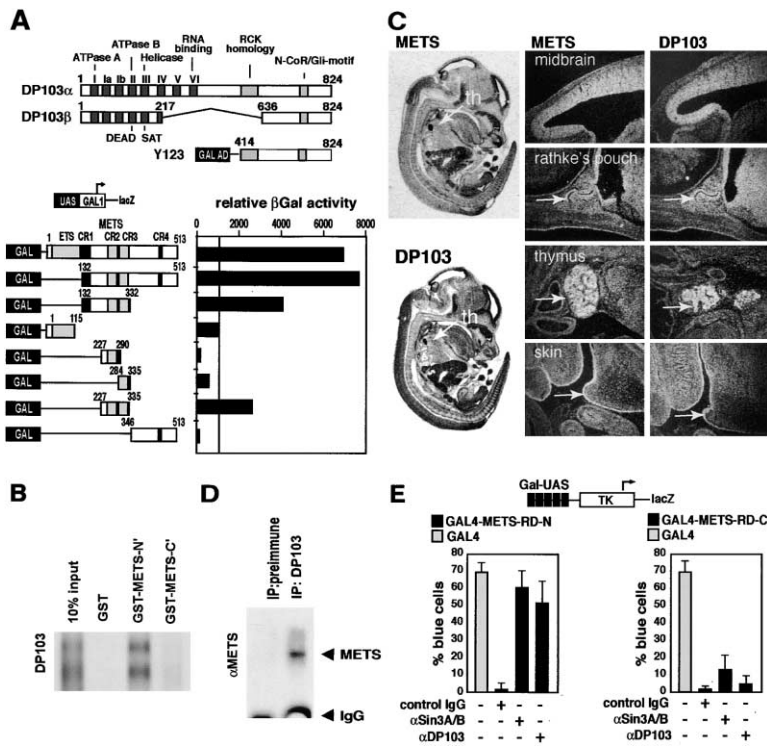 A
ATPase B
ATPase A
Helicase
RNA binding
RCK homology
N-CoR/Gli-motif
1 I Ia Ib II III IV V VI 824
DP103α
217 636 824
DP103β
DEAD SAT
414 824
Y123 GAL AD
UAS GAL1 lacZ
relative βGal activity
0 2000 4000 6000 8000
METS
1 ETS CR1 CR2 CR3 CR4 513
GAL
132 513
GAL
132 332
GAL
1 115
GAL
227 290
GAL
284 335
GAL
227 335
GAL
346 513
GAL
B
10% input
GST
GST-METS-N'
GST-METS-C'
DP103
C
METS
th
DP103
th
METS DP103
midbrain
rathke's pouch
thymus
skin
D
IP:preimmune
IP: DP103
αMETS
METS
IgG
E
Gal-UAS
TK lacZ
GAL4-METS-RD-N
GAL4
% blue cells
80
70
60
50
40
30
20
10
0
control IgG - + - -
αSin3A/B - - + -
αDP103 - - - +
GAL4-METS-RD-C
GAL4
% blue cells
80
70
60
50
40
30
20
10
0
control IgG - + - -
αSin3A/B - - + -
αDP103 - - - +